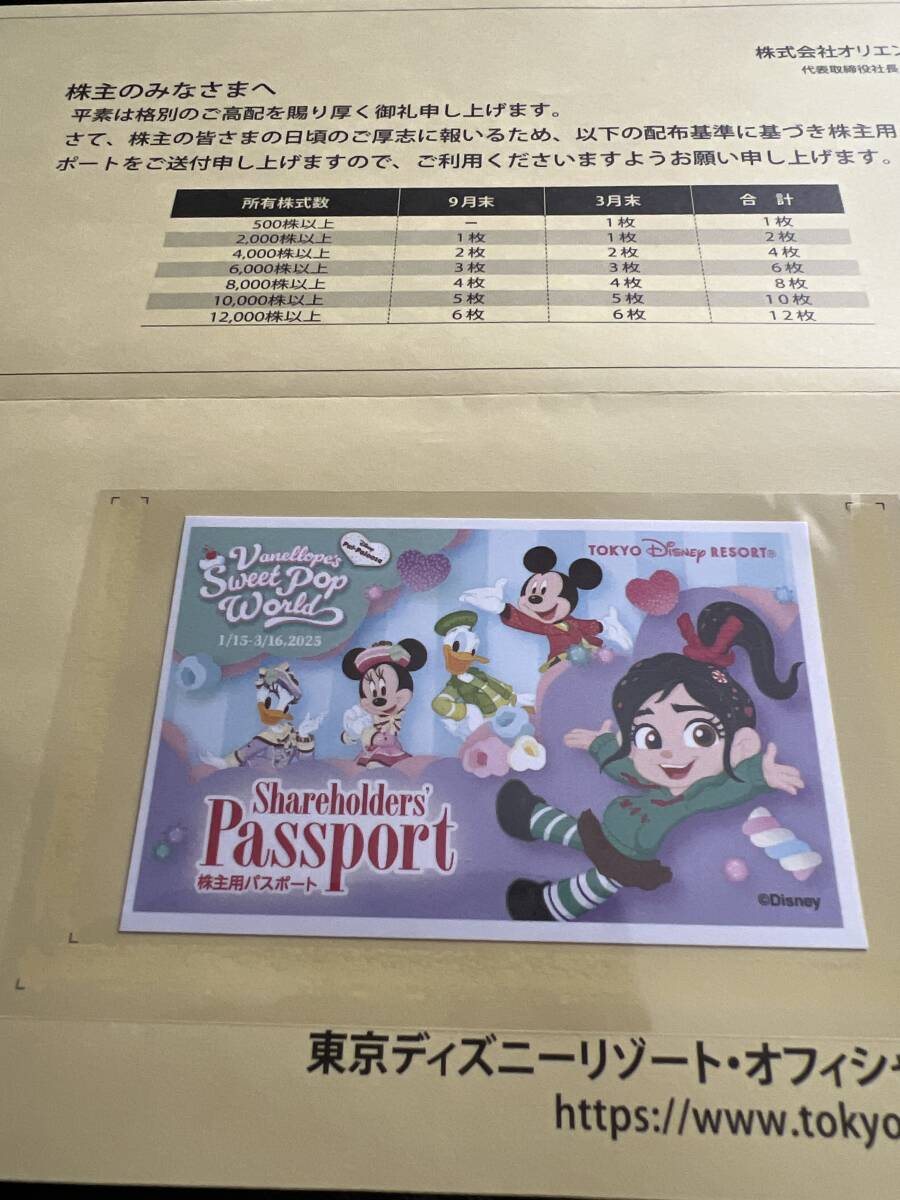 株式会社オリエン
代表取締役社長
株主のみなさまへ
平素は格別のご高配を賜り厚く御礼申し上げます。
さて、株主の皆さまの日頃のご厚志に報いるため、以下の配布基準に基づき株主用
ポートをご送付申し上げますので、ご利用くださいますようお願い申し上げます。
所有株式数 9月末 3月末 合 計
500株以上 － 1枚 1枚
2,000株以上 1枚 1枚 2枚
4,000株以上 2枚 2枚 4枚
6,000株以上 3枚 3枚 6枚
8,000株以上 4枚 4枚 8枚
10,000株以上 5枚 5枚 10枚
12,000株以上 6枚 6枚 12枚
Disney
Pal-Palooza
Vanellope's
Sweet Pop
World
1/15-3/16,2025
TOKYO Disney RESORT®
Shareholders'
Passport
株主用パスポート
©Disney
東京ディズニーリゾート・オフィシャ
https://www.tokyo